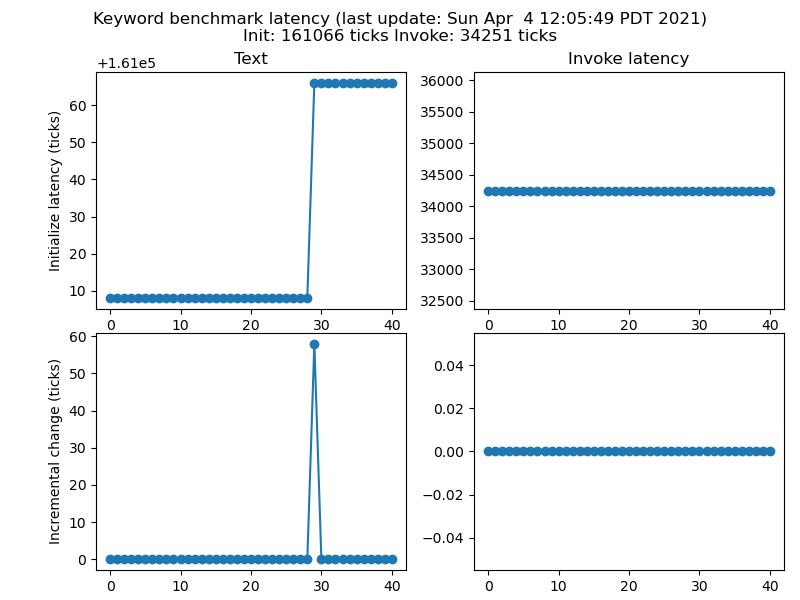 Keyword benchmark latency (last update: Sun Apr  4 12:05:49 PDT 2021)
Init: 161066 ticks Invoke: 34251 ticks
Text
Invoke latency
+1.61e5
Initialize latency (ticks)
60
50
40
30
20
10
0 10 20 30 40
36000
35500
35000
34500
34000
33500
33000
32500
0 10 20 30 40
Incremental change (ticks)
60
50
40
30
20
10
0
0 10 20 30 40
0.04
0.02
0.00
−0.02
−0.04
0 10 20 30 40